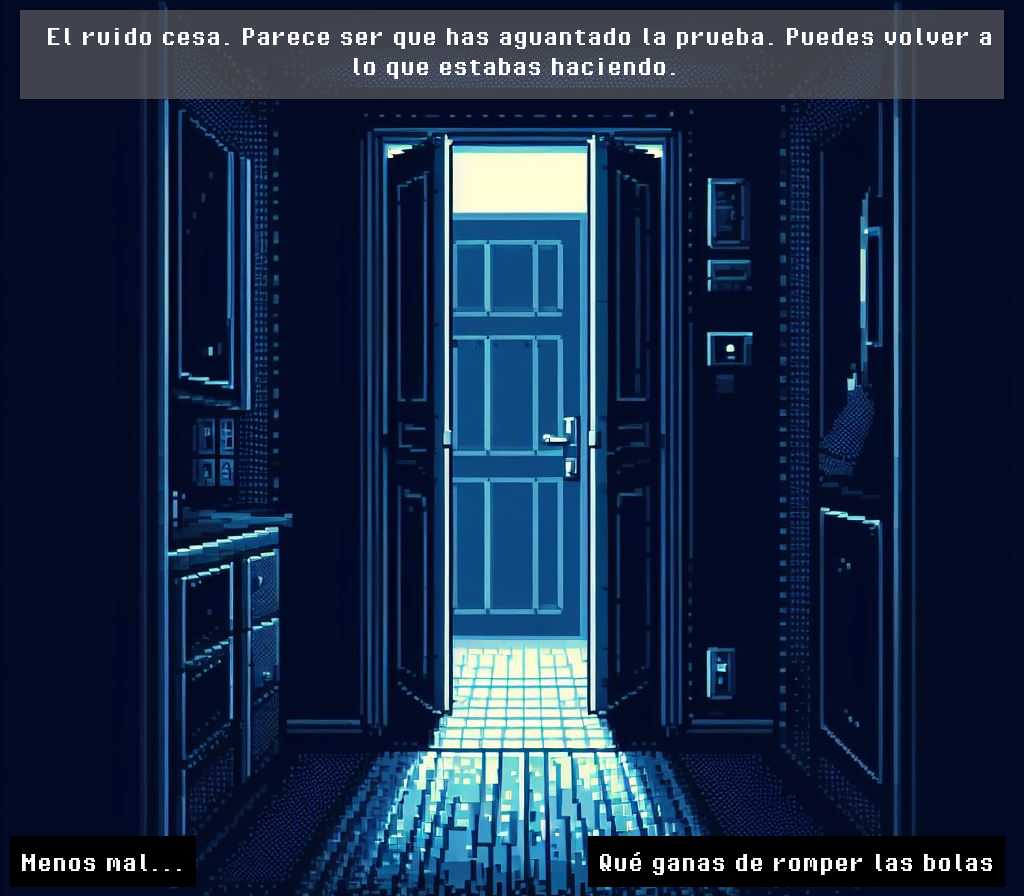 El ruido cesa. Parece ser que has aguantado la prueba. Puedes volver a
lo que estabas haciendo.
Menos mal...
Qué ganas de romper las bolas